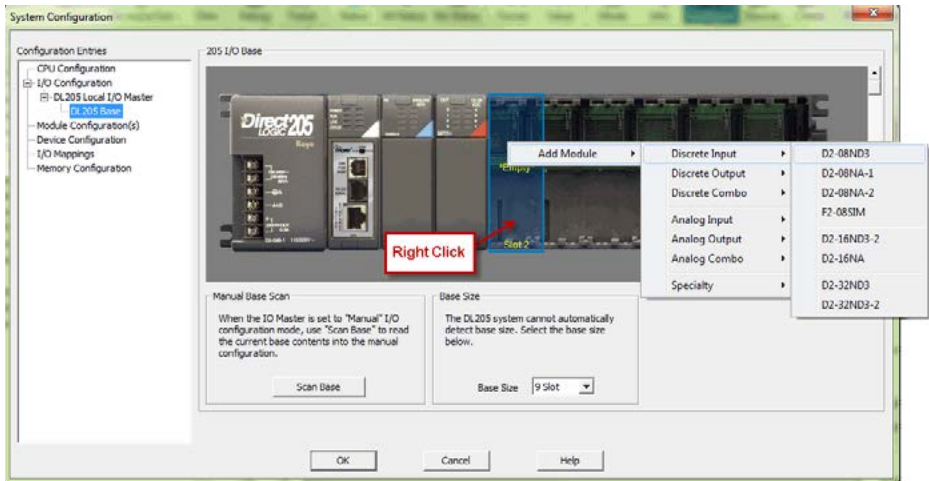 System Configuration
Configuration Entries
CPU Configuration
I/O Configuration
DL205 Local I/O Master
DL205 Base
Module Configuration(s)
Device Configuration
I/O Mappings
Memory Configuration
205 I/O Base
Direct
LOGIC 205
Koyo
*Empty
Slot 2
Right Click
Add Module
Discrete Input
Discrete Output
Discrete Combo
Analog Input
Analog Output
Analog Combo
Specialty
D2-08ND3
D2-08NA-1
D2-08NA-2
F2-08SIM
D2-16ND3-2
D2-16NA
D2-32ND3
D2-32ND3-2
Manual Base Scan
When the IO Master is set to "Manual" I/O
configuration mode, use "Scan Base" to read
the current base contents into the manual
configuration.
Scan Base
Base Size
The DL205 system cannot automatically
detect base size. Select the base size
below.
Base Size 9 Slot
OK
Cancel
Help